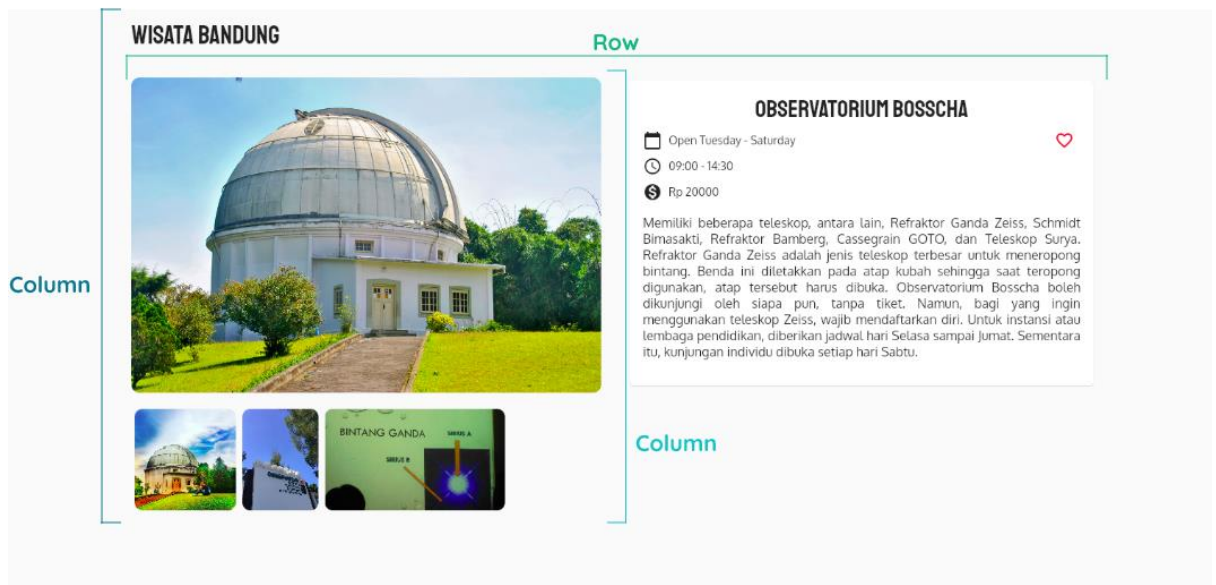 WISATA BANDUNG
Row
OBSERVATORIUM BOSSCHA
Open Tuesday - Saturday
09:00 - 14:30
Rp 20000
Memiliki beberapa teleskop, antara lain, Refraktor Ganda Zeiss, Schmidt
Bimasakti, Refraktor Bamberg, Cassegrain GOTO, dan Teleskop Surya.
Refraktor Ganda Zeiss adalah jenis teleskop terbesar untuk meneropong
bintang. Benda ini diletakkan pada atap kubah sehingga saat teropong
digunakan, atap tersebut harus dibuka. Observatorium Bosscha boleh
dikunjungi oleh siapa pun, tanpa tiket. Namun, bagi yang ingin
menggunakan teleskop Zeiss, wajib mendaftarkan diri. Untuk instansi atau
lembaga pendidikan, diberikan jadwal hari Selasa sampai Jumat. Sementara
itu, kunjungan individu dibuka setiap hari Sabtu.
Column
BINTANG GANDA
SIRIUS A
SIRIUS B
Column